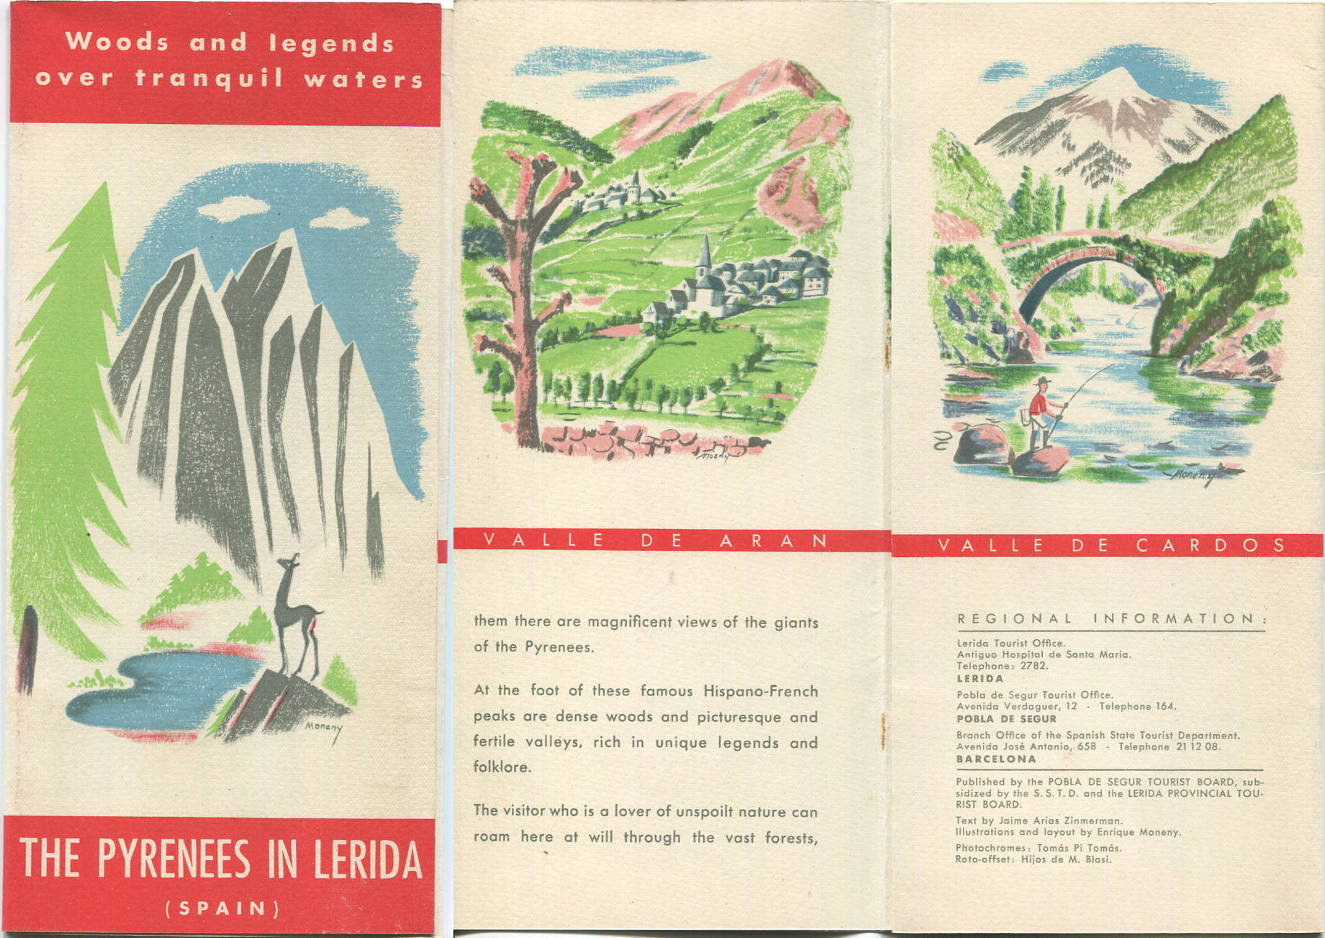 Woods and legends
over tranquil waters
Moneny
THE PYRENEES IN LERIDA
(SPAIN)
Moneny
VALLE DE ARAN
them there are magnificent views of the giants
of the Pyrenees.
At the foot of these famous Hispano-French
peaks are dense woods and picturesque and
fertile valleys, rich in unique legends and
folklore.
The visitor who is a lover of unspoilt nature can
roam here at will through the vast forests,
Moneny
VALLE DE CARDOS
REGIONAL INFORMATION:
Lerida Tourist Office.
Antiguo Hospital de Santa Maria.
Telephone: 2782.
LERIDA
Pobla de Segur Tourist Office.
Avenida Verdaguer, 12 - Telephone 164.
POBLA DE SEGUR
Branch Office of the Spanish State Tourist Department.
Avenida José Antonio, 658 - Telephone 21 12 08.
BARCELONA
Published by the POBLA DE SEGUR TOURIST BOARD, sub-
sidized by the S. S. T. D. and the LERIDA PROVINCIAL TOU-
RIST BOARD.
Text by Jaime Arias Zinmerman.
Illustrations and layout by Enrique Moneny.
Photochromes: Tomás Pi Tomás.
Roto-offset: Hijos de M. Blasi.